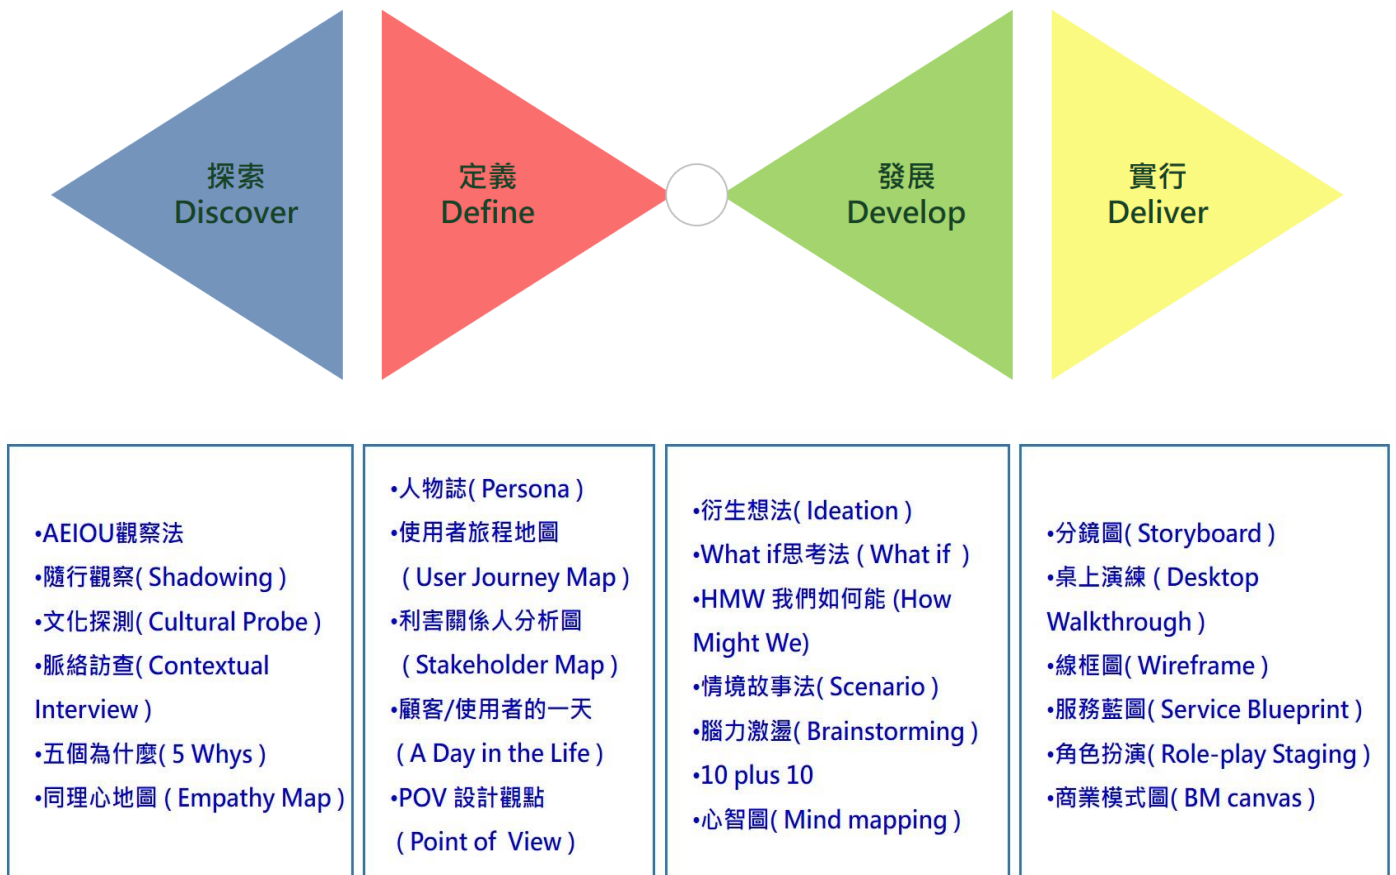 探索
Discover
定義
Define
發展
Develop
實行
Deliver
•AEIOU觀察法
•隨行觀察( Shadowing )
•文化探測( Cultural Probe )
•脈絡訪查( Contextual
Interview )
•五個為什麼( 5 Whys )
•同理心地圖 ( Empathy Map )
•人物誌( Persona )
•使用者旅程地圖
( User Journey Map )
•利害關係人分析圖
( Stakeholder Map )
•顧客/使用者的一天
( A Day in the Life )
•POV 設計觀點
( Point of View )
•衍生想法( Ideation )
•What if思考法 ( What if )
•HMW 我們如何能 (How
Might We)
•情境故事法( Scenario )
•腦力激盪( Brainstorming )
•10 plus 10
•心智圖( Mind mapping )
•分鏡圖( Storyboard )
•桌上演練 ( Desktop
Walkthrough )
•線框圖( Wireframe )
•服務藍圖( Service Blueprint )
•角色扮演( Role-play Staging )
•商業模式圖( BM canvas )